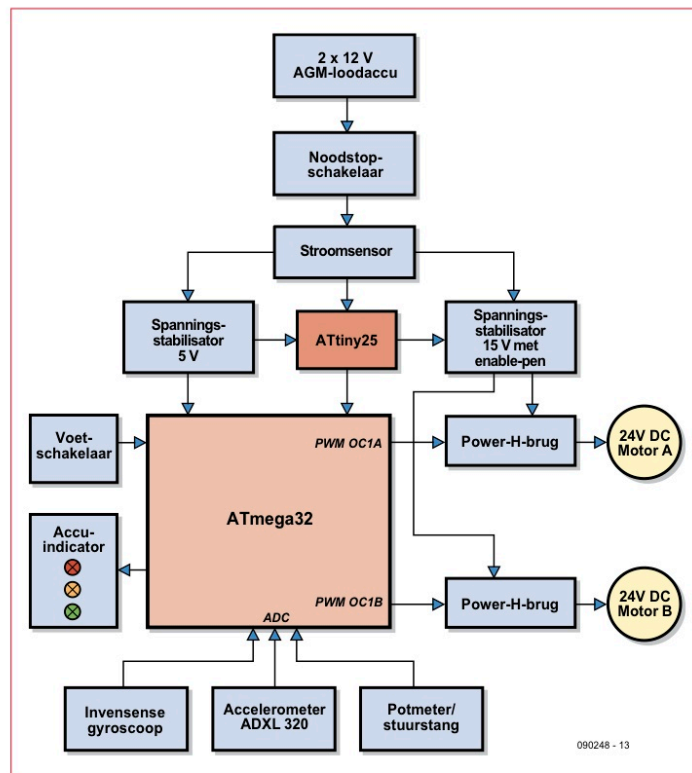 2 x 12 V
AGM-loodaccu
Noodstop-
schakelaar
Stroomsensor
Spannings-
stabilisator
5 V
ATtiny25
Spannings-
stabilisator
15 V met
enable-pen
Voet-
schakelaar
PWM OC1A
Power-H-brug
24V DC
Motor A
ATmega32
Accu-
indicator
PWM OC1B
Power-H-brug
24V DC
Motor B
ADC
Invensense
gyroscoop
Accelerometer
ADXL 320
Potmeter/
stuurstang
090248 - 13